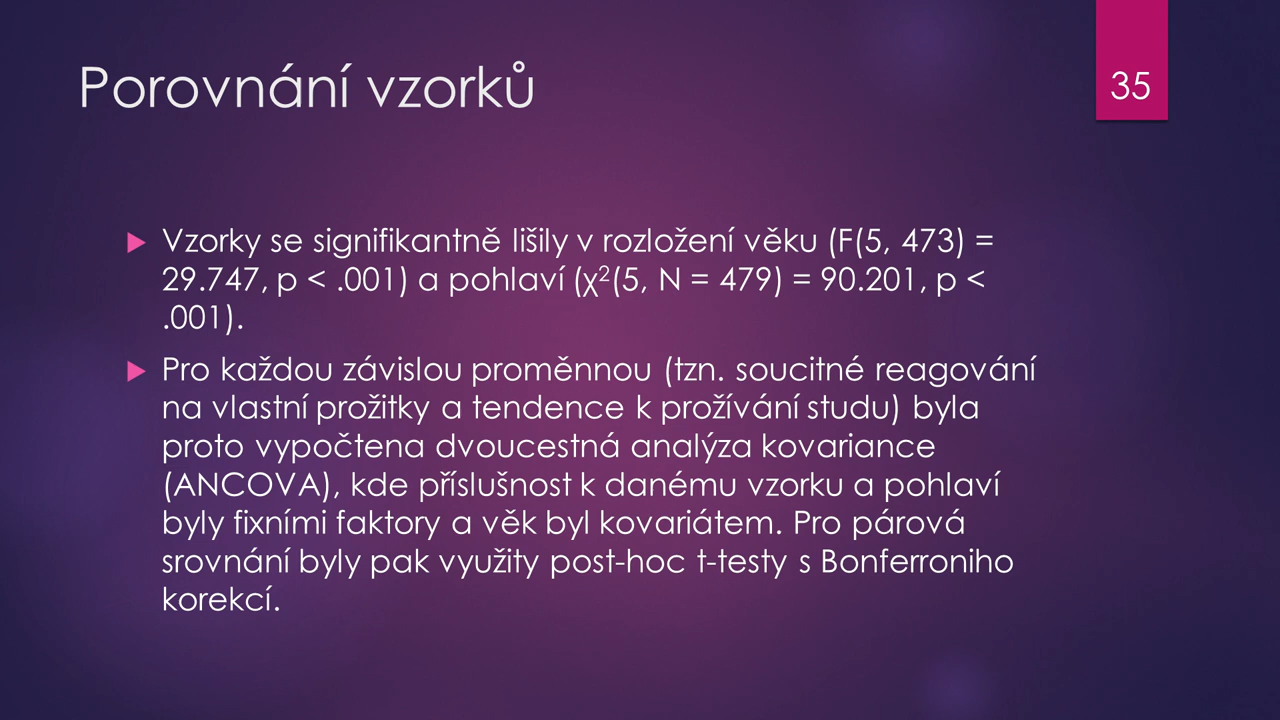 Porovnání vzorků
35
Vzorky se signifikantně lišily v rozložení věku (F(5, 473) =
29.747, p < .001) a pohlaví (χ²(5, N = 479) = 90.201, p <
.001).
Pro každou závislou proměnnou (tzn. soucitné reagování
na vlastní prožitky a tendence k prožívání studu) byla
proto vypočtena dvoucestná analýza kovariance
(ANCOVA), kde příslušnost k danému vzorku a pohlaví
byly fixními faktory a věk byl kovariátem. Pro párová
srovnání byly pak využity post-hoc t-testy s Bonferroniho
korekcí.